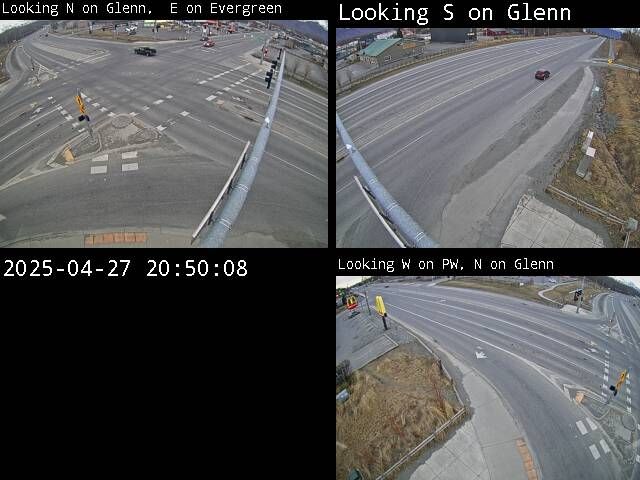 Looking N on Glenn,  E on Evergreen
Looking S on Glenn
2025-04-27 20:50:08
Looking W on PW, N on Glenn